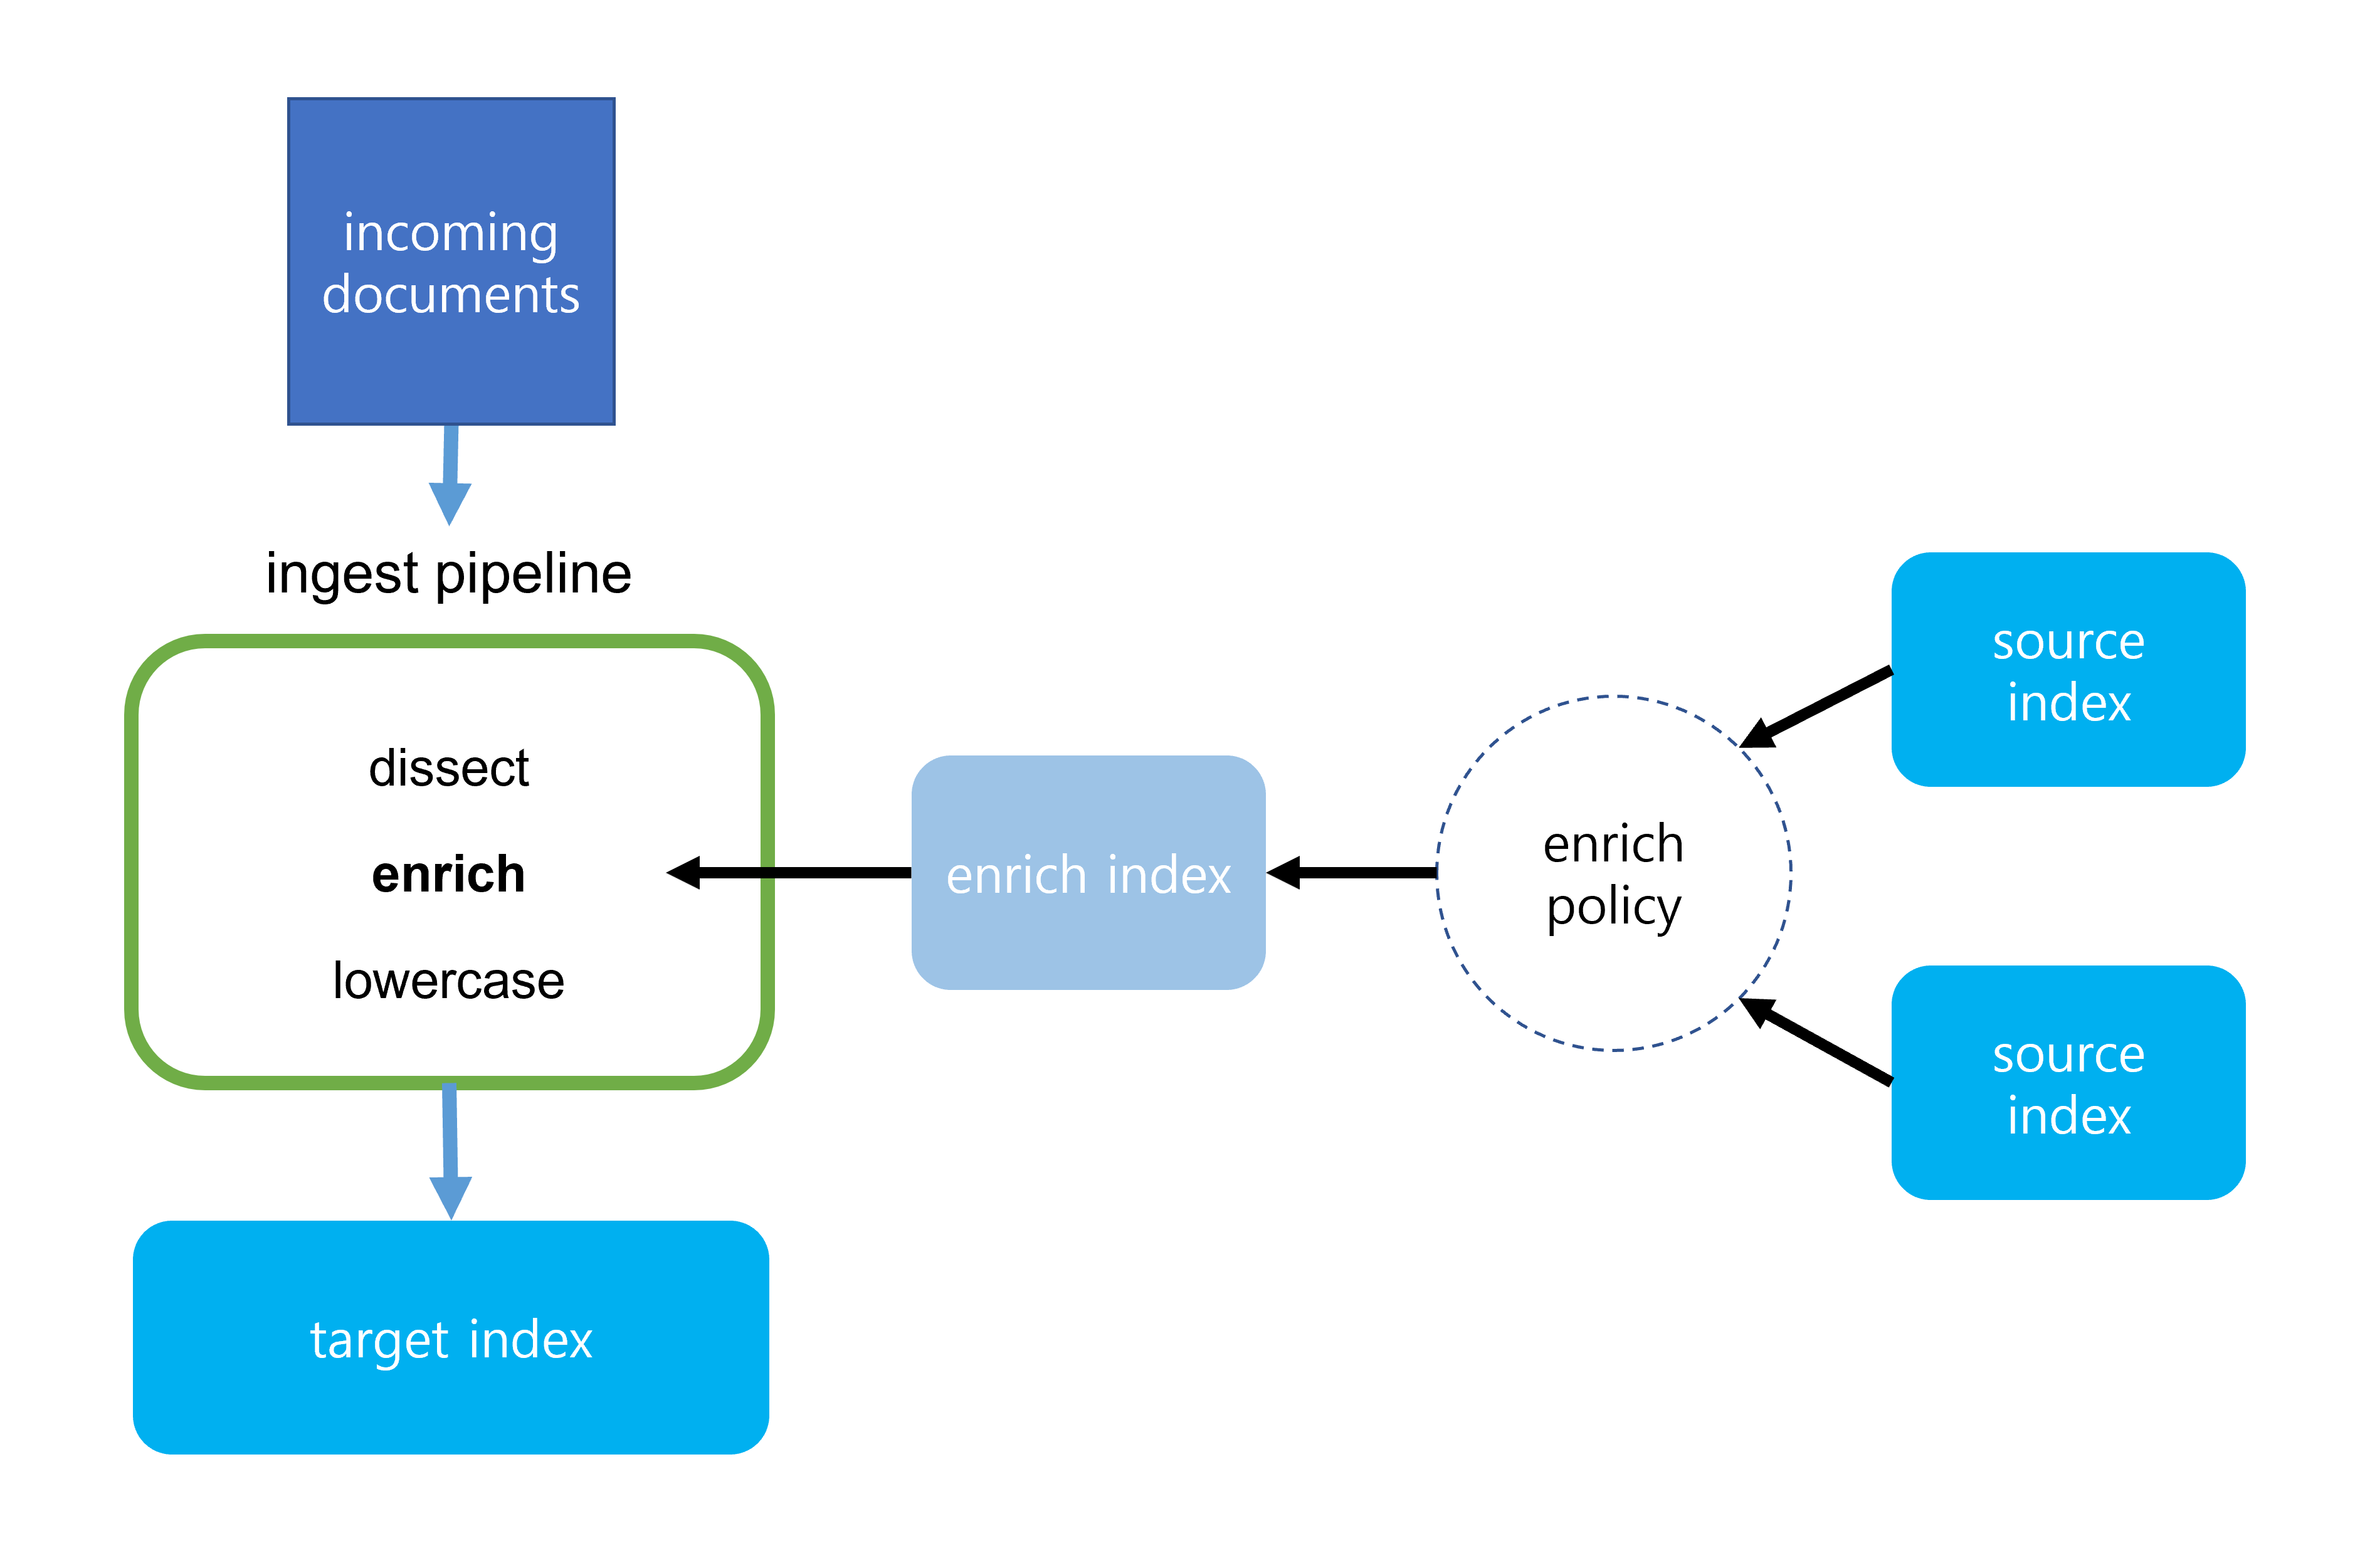 incoming
documents
ingest pipeline
dissect
enrich
lowercase
target index
enrich index
enrich
policy
source
index
source
index